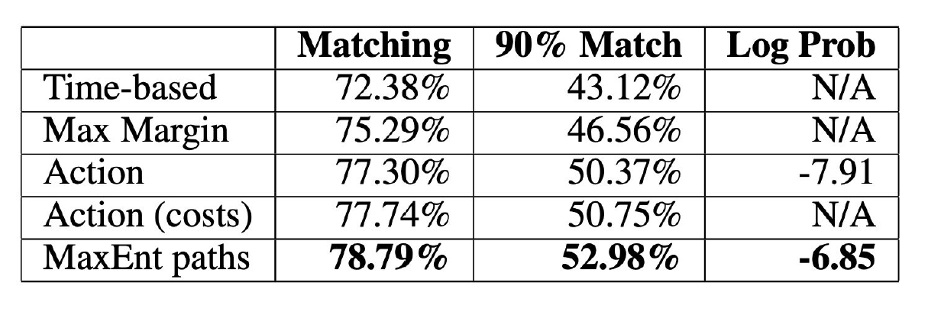 Matching 90% Match Log Prob
Time-based 72.38% 43.12% N/A
Max Margin 75.29% 46.56% N/A
Action 77.30% 50.37% -7.91
Action (costs) 77.74% 50.75% N/A
MaxEnt paths 78.79% 52.98% -6.85